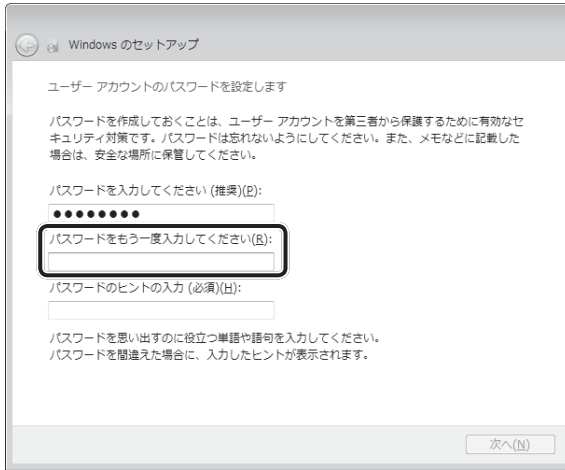 Windows のセットアップ
ユーザー アカウントのパスワードを設定します
パスワードを作成しておくことは、ユーザー アカウントを第三者から保護するために有効なセ
キュリティ対策です。パスワードは忘れないようにしてください。また、メモなどに記載した
場合は、安全な場所に保管してください。
パスワードを入力してください (推奨)(P):
●●●●●●●●
パスワードをもう一度入力してください(R):
パスワードのヒントの入力 (必須)(H):
パスワードを思い出すのに役立つ単語や語句を入力してください。
パスワードを間違えた場合に、入力したヒントが表示されます。
次へ(N)